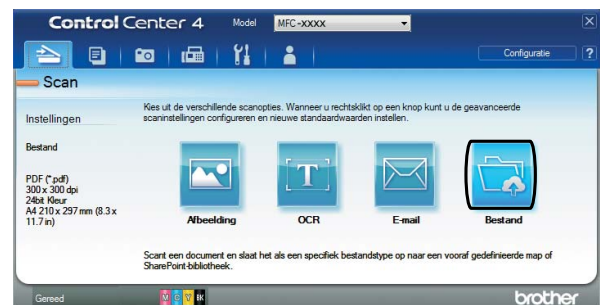 Control Center 4 Model MFC-XXXX
Configuratie ?
Scan
Kies uit de verschillende scanopties. Wanneer u rechtsklikt op een knop kunt u de geavanceerde
scaninstellingen configureren en nieuwe standaardwaarden instellen.
Instellingen
Bestand
PDF (*.pdf)
300 x 300 dpi
24bit Kleur
A4 210 x 297 mm (8.3 x
11.7 in)
[T]
Afbeelding OCR E-mail Bestand
Scant een document en slaat het als een specifiek bestandstype op naar een vooraf gedefinieerde map of
SharePoint-bibliotheek.
Gereed M C Y BK brother